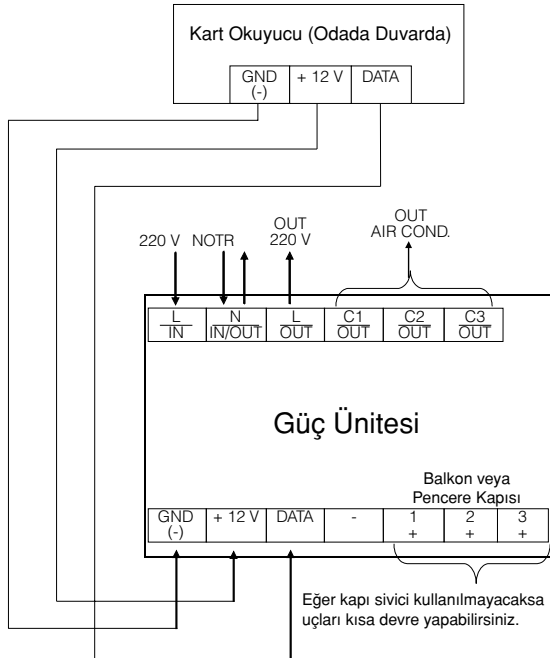 Kart Okuyucu (Odada Duvarda)
GND
(-)
+ 12 V
DATA
220 V
NOTR
OUT
220 V
OUT
AIR COND.
L
IN
N
IN/OUT
L
OUT
C1
OUT
C2
OUT
C3
OUT
Güç Ünitesi
Balkon veya
Pencere Kapısı
GND
(-)
+ 12 V
DATA
-
1
+
2
+
3
+
Eğer kapı sivici kullanılmayacaksa
uçları kısa devre yapabilirsiniz.